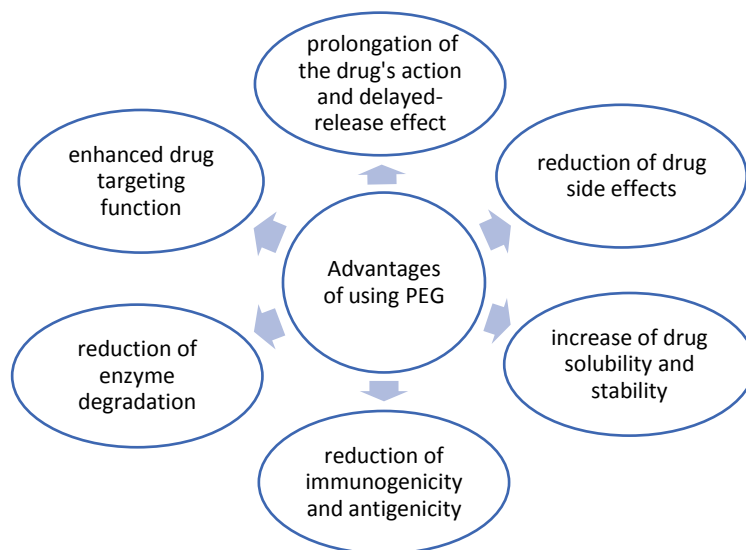 prolongation of
the drug's action
and delayed-
release effect
enhanced drug
targeting
function
reduction of drug
side effects
Advantages
of using PEG
reduction of
enzyme
degradation
increase of drug
solubility and
stability
reduction of
immunogenicity
and antigenicity